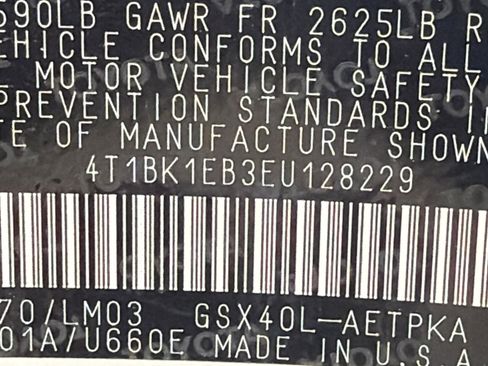 590LB GAWR FR 2625LB R
EHICLE CONFORMS TO ALL
MOTOR VEHICLE SAFETY
PREVENTION STANDARDS I
E OF MANUFACTURE SHOWN
4T1BK1EB3EU128229
70/LM03 GSX40L-AETPKA
01A/U660E MADE IN U.S.A